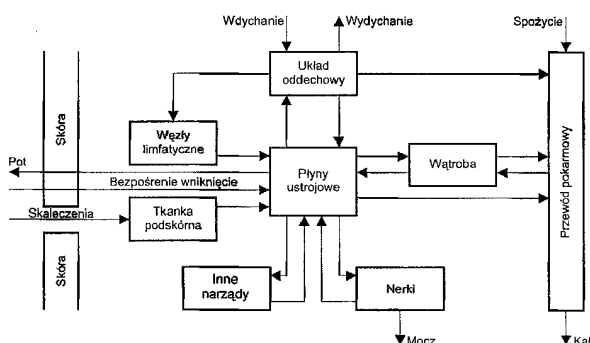 Wdychanie
Wydychanie
Spożycie
Układ
oddechowy
Skóra
Węzły
limfatyczne
Płyny
ustrojowe
Wątroba
Przewód pokarmowy
Pot
Bezpośrenie wniknięcie
Skaleczenia
Tkanka
podskórna
Skóra
Inne
narządy
Nerki
Mocz
Kał